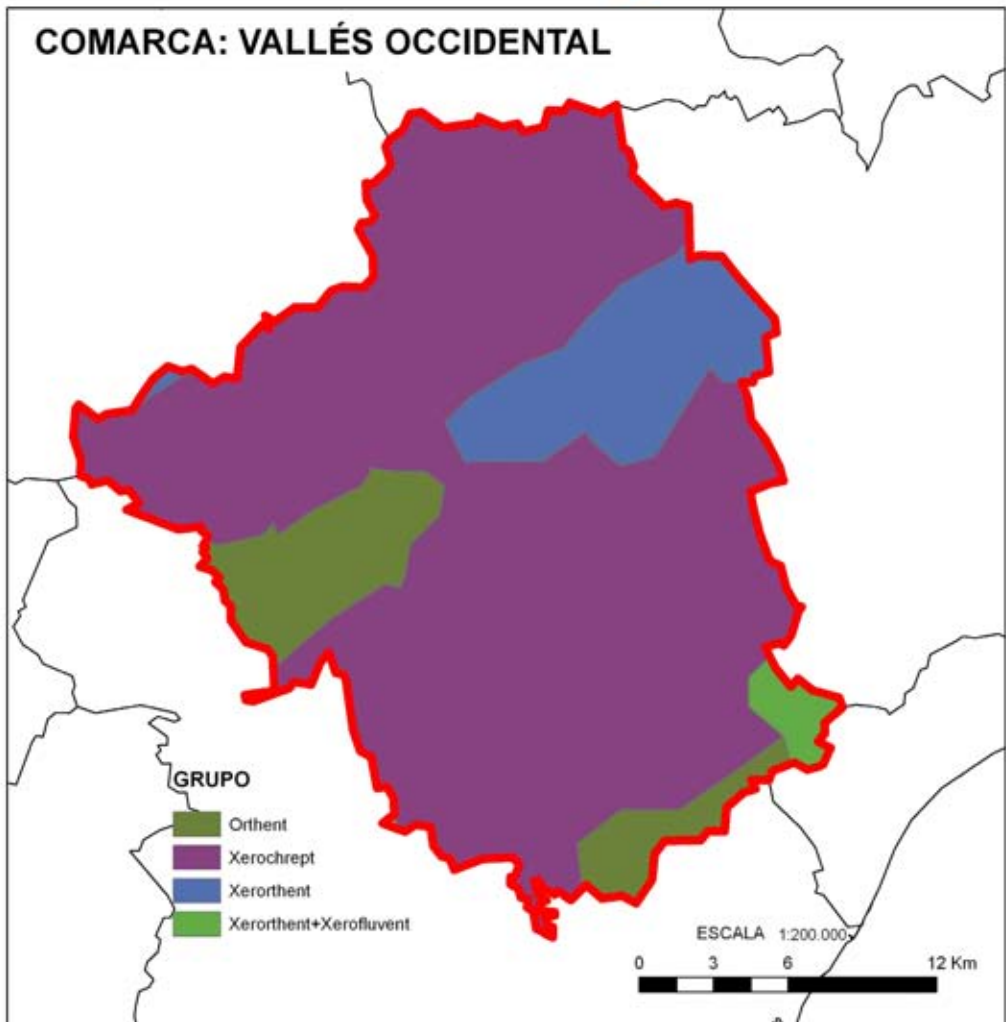 COMARCA: VALLÉS OCCIDENTAL
GRUPO
Orthent
Xerochrept
Xerorthent
Xerorthent+Xerofluvent
ESCALA 1:200.000
0 3 6 12 Km